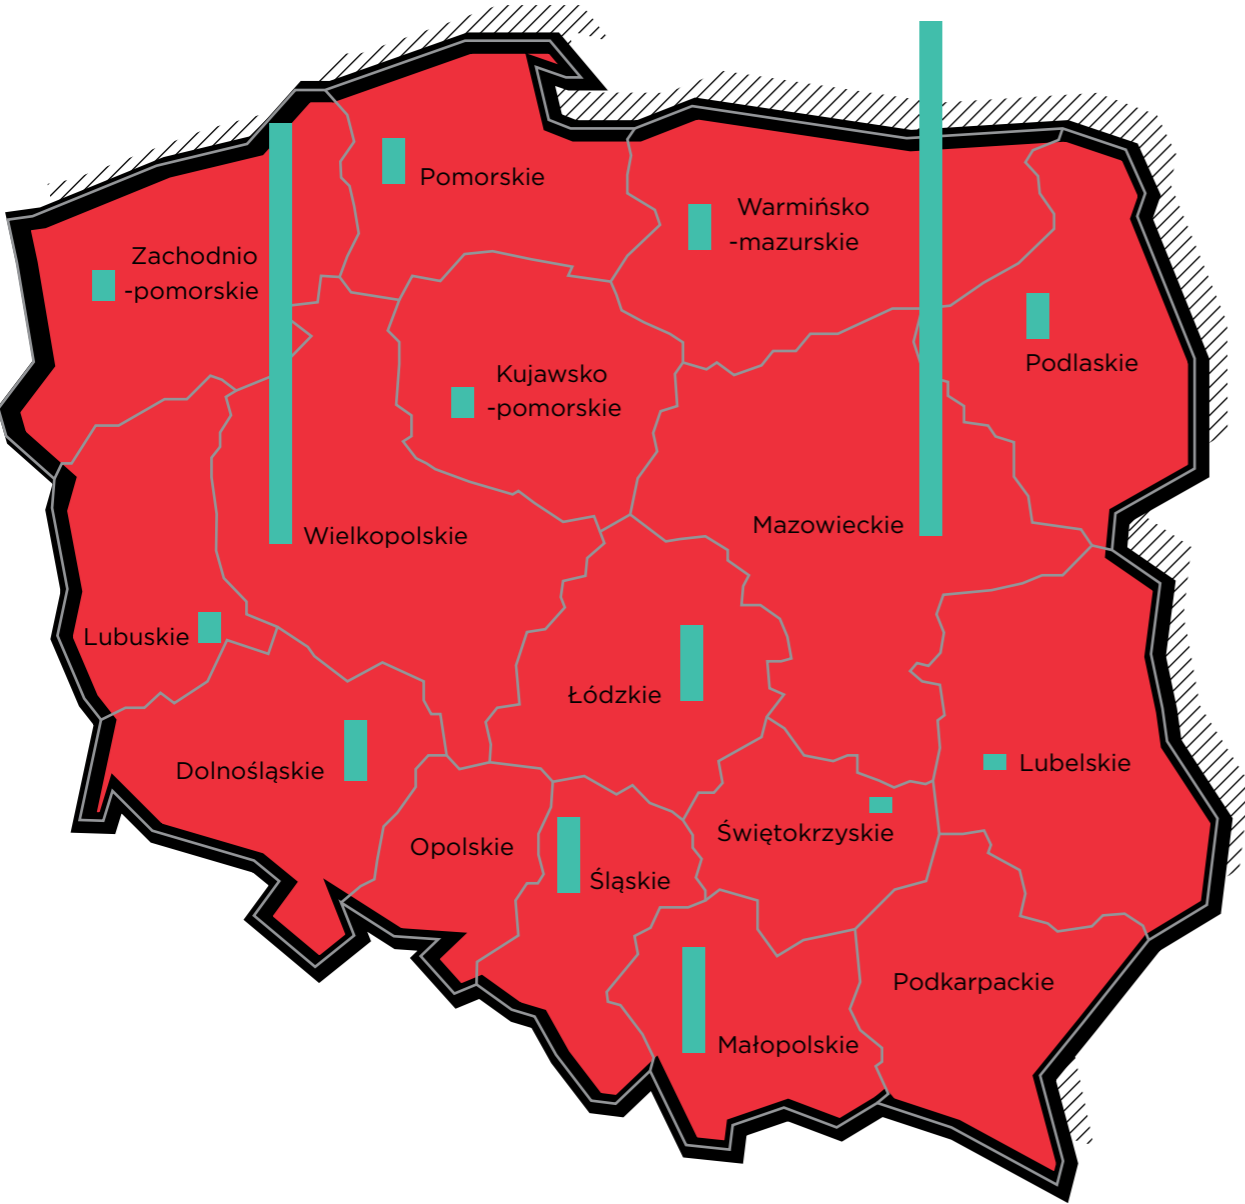 Pomorskie
Warmińsko
-mazurskie
Zachodnio
-pomorskie
Podlaskie
Kujawsko
-pomorskie
Mazowieckie
Wielkopolskie
Lubuskie
Łódzkie
Dolnośląskie
Lubelskie
Świętokrzyskie
Opolskie
Śląskie
Podkarpackie
Małopolskie